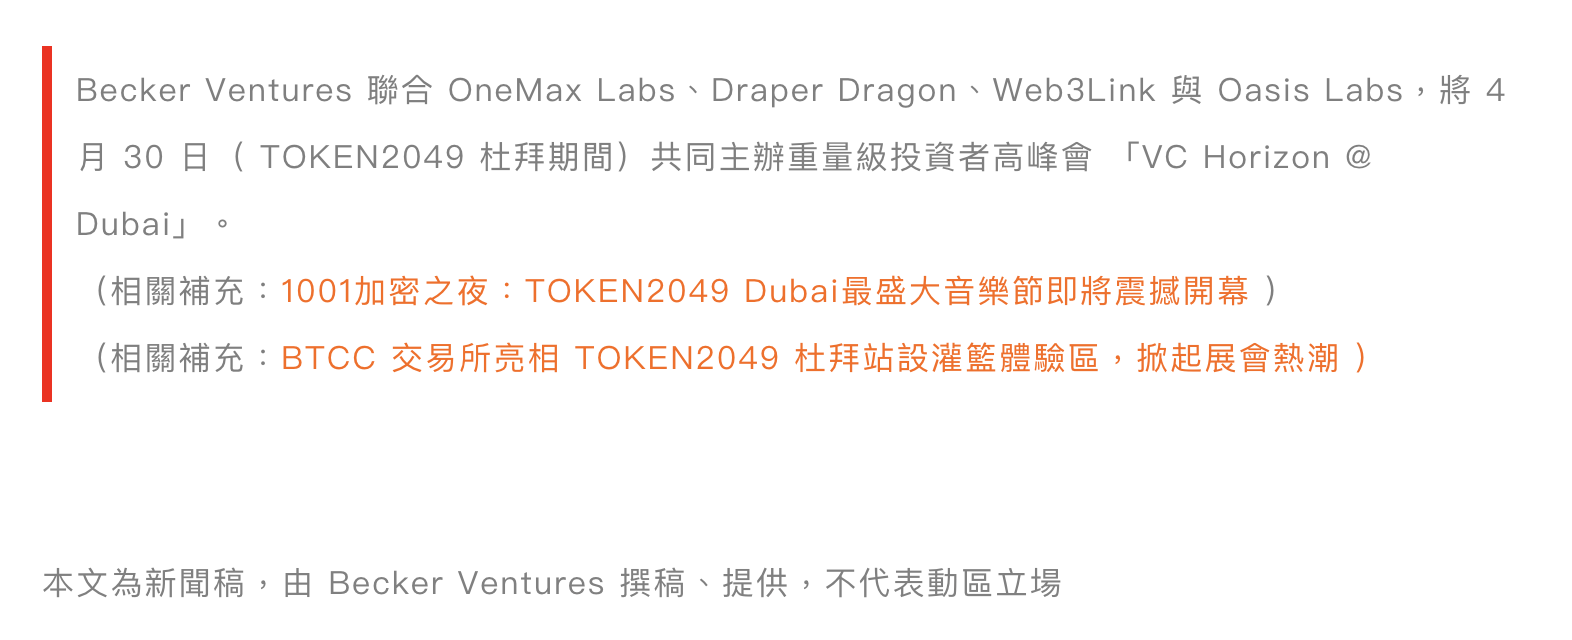 Becker Ventures 聯合 OneMax Labs、Draper Dragon、Web3Link 與 Oasis Labs，將 4
月 30 日（ TOKEN2049 杜拜期間）共同主辦重量級投資者高峰會 「VC Horizon @
Dubai」。
（相關補充：1001加密之夜：TOKEN2049 Dubai最盛大音樂節即將震撼開幕 ）
（相關補充：BTCC 交易所亮相 TOKEN2049 杜拜站設灌籃體驗區，掀起展會熱潮 ）
本文為新聞稿，由 Becker Ventures 撰稿、提供，不代表動區立場